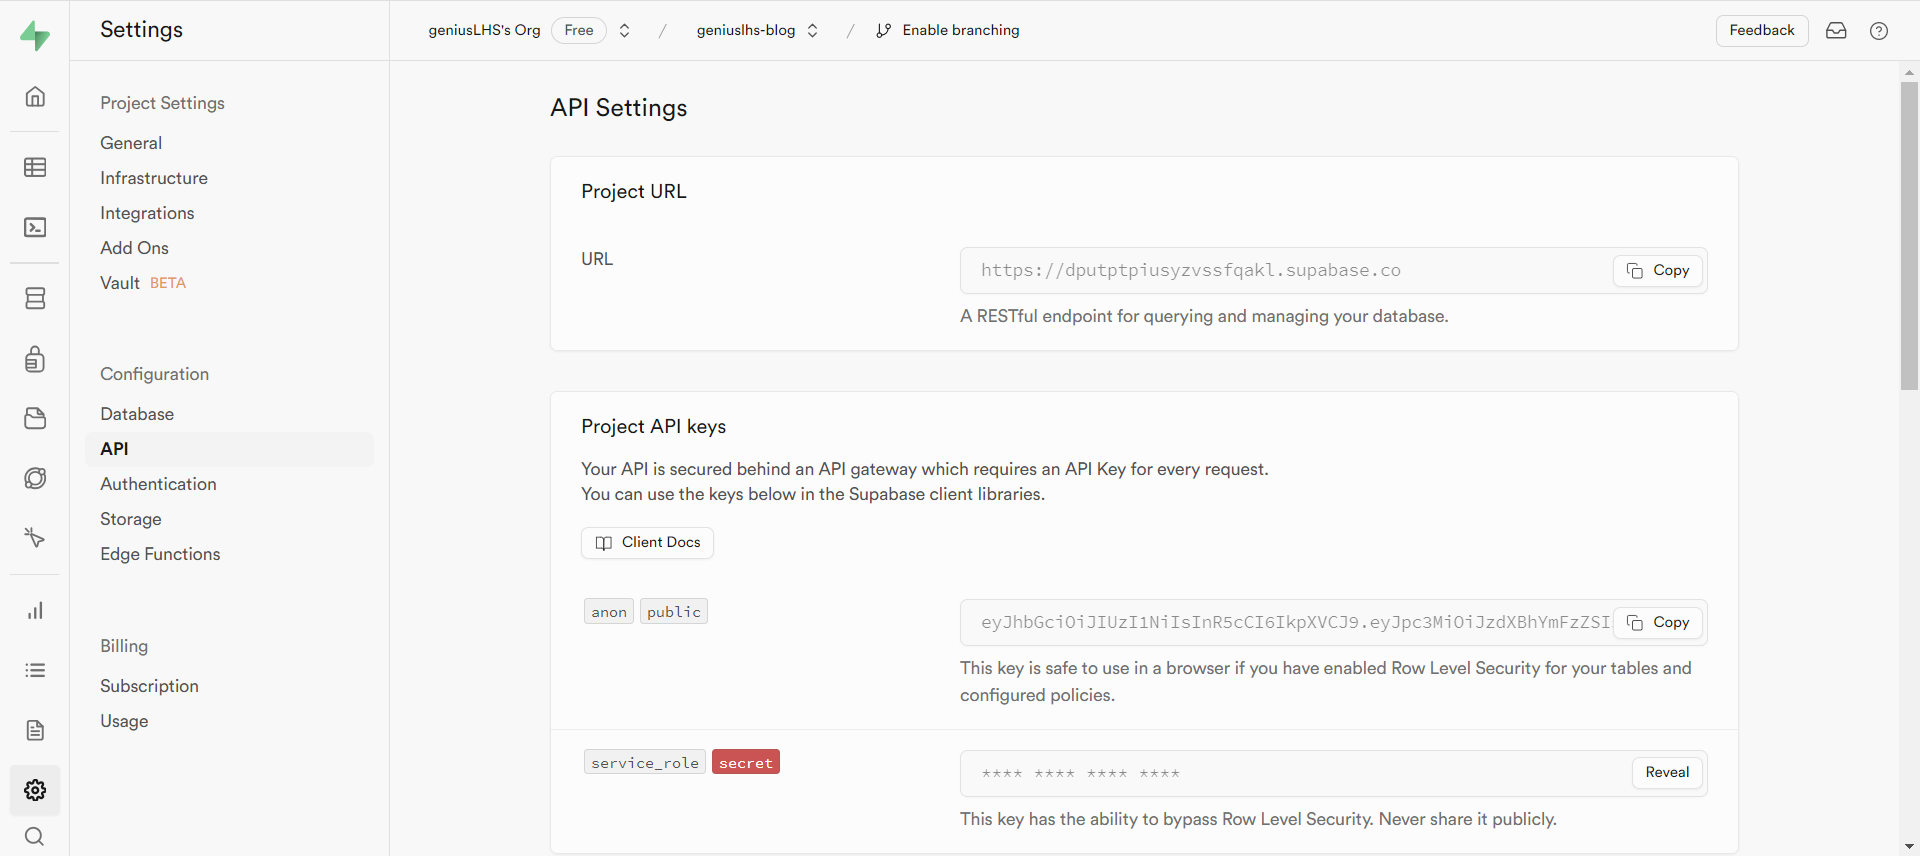 Settings
geniusLHS's Org Free / geniuslhs-blog / Enable branching
Feedback
Project Settings
General
Infrastructure
Integrations
Add Ons
Vault BETA
Configuration
Database
API
Authentication
Storage
Edge Functions
Billing
Subscription
Usage
API Settings
Project URL
URL
https://dputptpiusyzvssfqakl.supabase.co
Copy
A RESTful endpoint for querying and managing your database.
Project API keys
Your API is secured behind an API gateway which requires an API Key for every request.
You can use the keys below in the Supabase client libraries.
Client Docs
anon public
eyJhbGciOiJIUzI1NiIsInR5cCI6IkpXVCJ9.eyJpc3MiOiJzdXBhYmFzZSI
Copy
This key is safe to use in a browser if you have enabled Row Level Security for your tables and
configured policies.
service_role secret
**** **** **** ****
Reveal
This key has the ability to bypass Row Level Security. Never share it publicly.